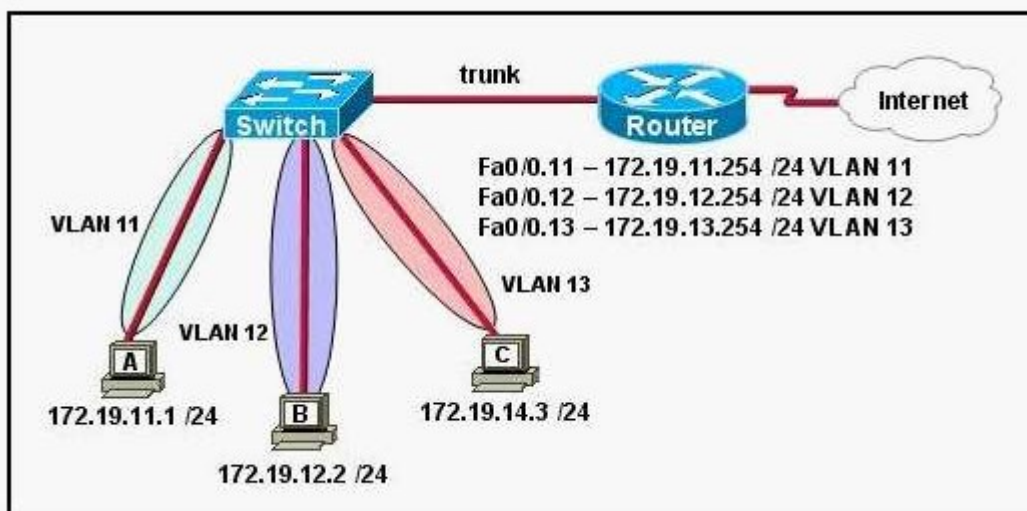 trunk
Internet
Switch
Router
Fa0/0.11 – 172.19.11.254 /24 VLAN 11
Fa0/0.12 – 172.19.12.254 /24 VLAN 12
Fa0/0.13 – 172.19.13.254 /24 VLAN 13
VLAN 11
VLAN 12
VLAN 13
A
B
C
172.19.11.1 /24
172.19.12.2 /24
172.19.14.3 /24